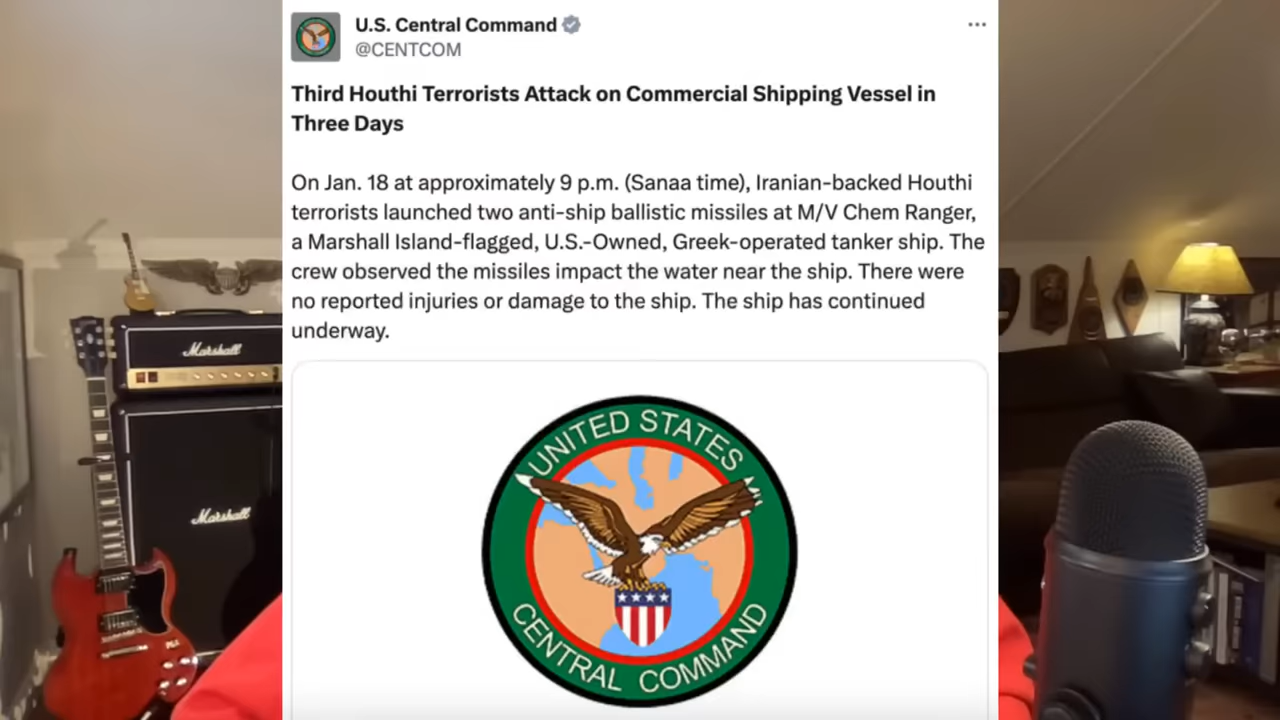 U.S. Central Command
@CENTCOM
Third Houthi Terrorists Attack on Commercial Shipping Vessel in
Three Days
On Jan. 18 at approximately 9 p.m. (Sanaa time), Iranian-backed Houthi
terrorists launched two anti-ship ballistic missiles at M/V Chem Ranger,
a Marshall Island-flagged, U.S.-Owned, Greek-operated tanker ship. The
crew observed the missiles impact the water near the ship. There were
no reported injuries or damage to the ship. The ship has continued
underway.
UNITED STATES
CENTRAL COMMAND
Marshall
Marshall